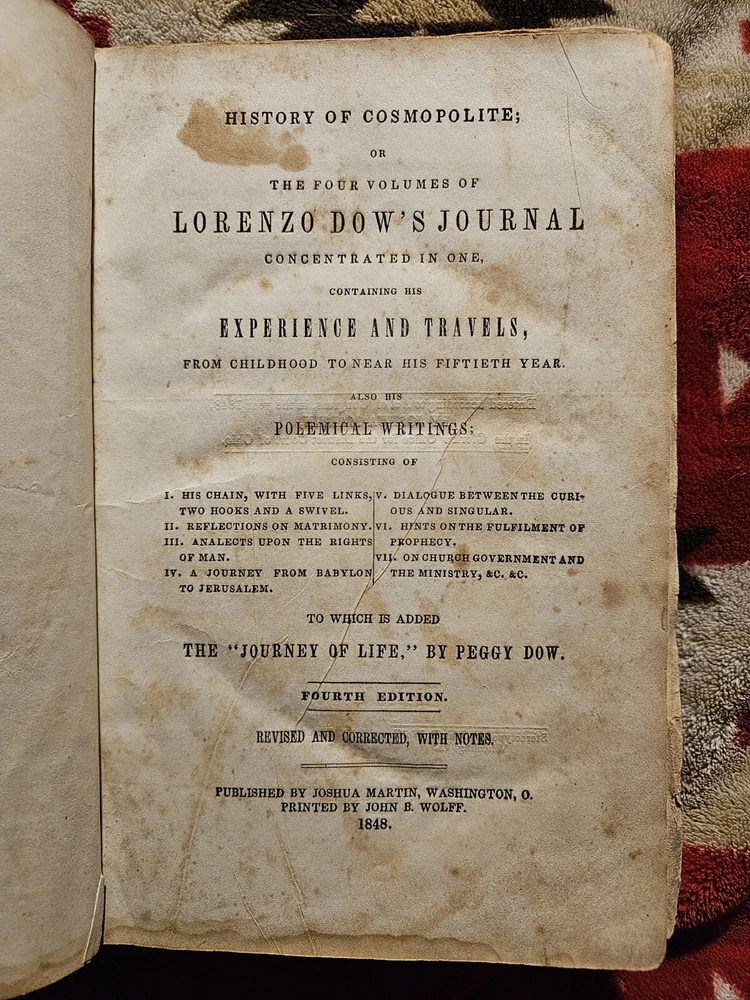 HISTORY OF COSMOPOLITE;
OR
THE FOUR VOLUMES OF
LORENZO DOW'S JOURNAL
CONCENTRATED IN ONE,
CONTAINING HIS
EXPERIENCE AND TRAVELS,
FROM CHILDHOOD TO NEAR HIS FIFTIETH YEAR.
ALSO HIS
POLEMICAL WRITINGS;
CONSISTING OF
I. HIS CHAIN, WITH FIVE LINKS,
TWO HOOKS AND A SWIVEL.
II. REFLECTIONS ON MATRIMONY.
III. ANALECTS UPON THE RIGHTS
OF MAN.
IV. A JOURNEY FROM BABYLON
TO JERUSALEM.
V. DIALOGUE BETWEEN THE CURI-
OUS AND SINGULAR.
VI. HINTS ON THE FULFILMENT OF
PROPHECY.
VII. ON CHURCH GOVERNMENT AND
THE MINISTRY, &C. &C.
TO WHICH IS ADDED
THE "JOURNEY OF LIFE," BY PEGGY DOW.
FOURTH EDITION.
REVISED AND CORRECTED, WITH NOTES.
PUBLISHED BY JOSHUA MARTIN, WASHINGTON, O.
PRINTED BY JOHN B. WOLFF.
1848.